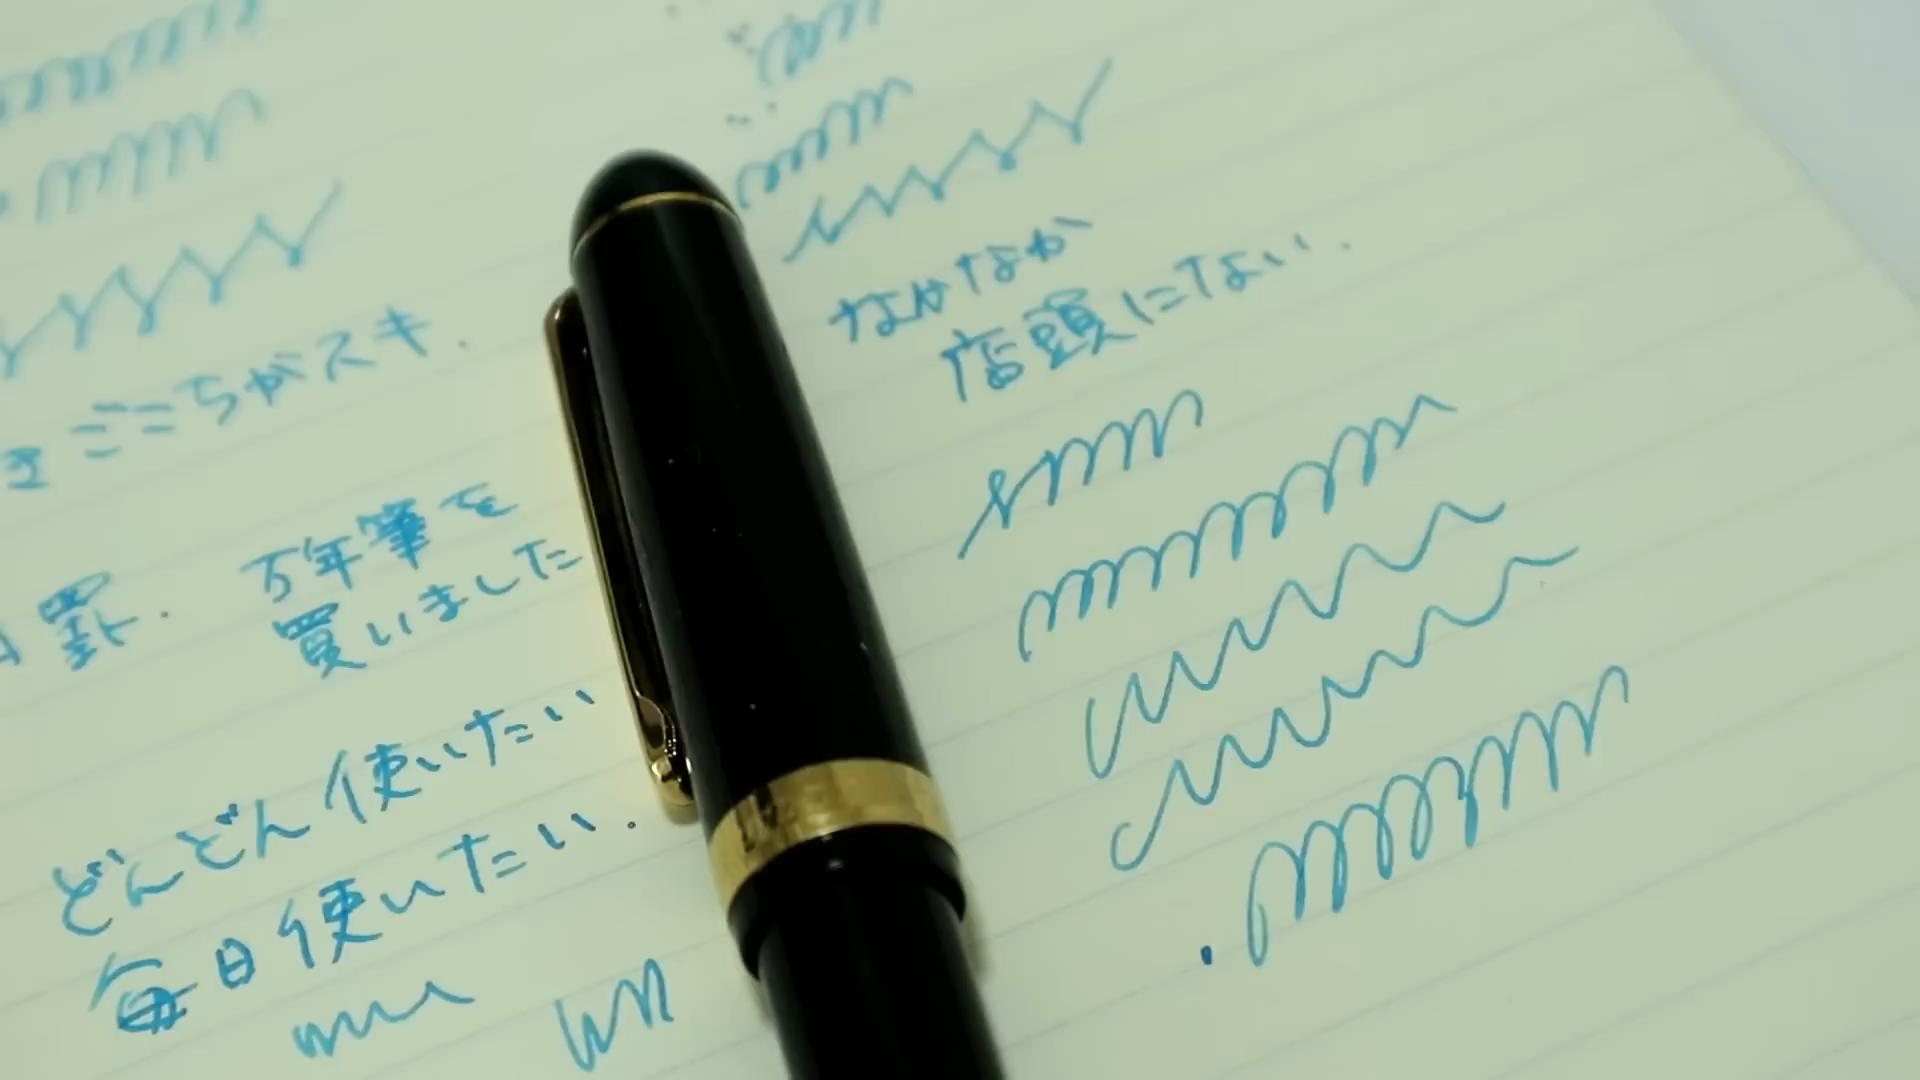 きごこちがスキ.
罫.
万年筆を
買いました
どんどん使いたい
毎日使いたい.
なかなか
店頭にない.